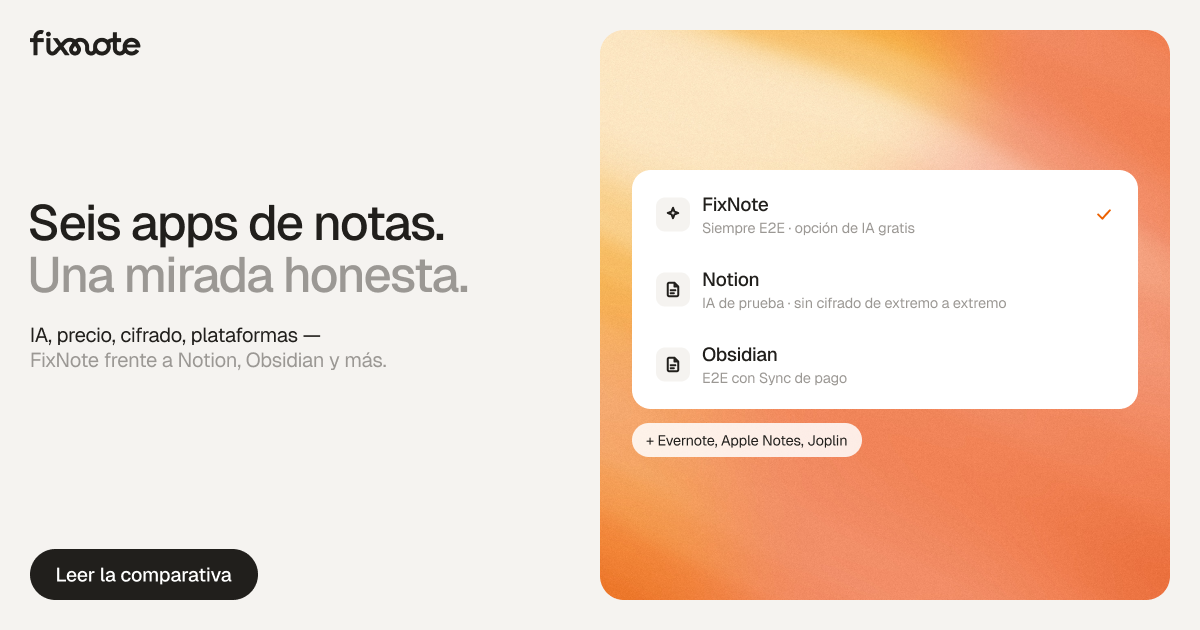 fixnote
Seis apps de notas.
Una mirada honesta.
IA, precio, cifrado, plataformas —
FixNote frente a Notion, Obsidian y más.
Leer la comparativa
FixNote
Siempre E2E · opción de IA gratis
Notion
IA de prueba · sin cifrado de extremo a extremo
Obsidian
E2E con Sync de pago
+ Evernote, Apple Notes, Joplin